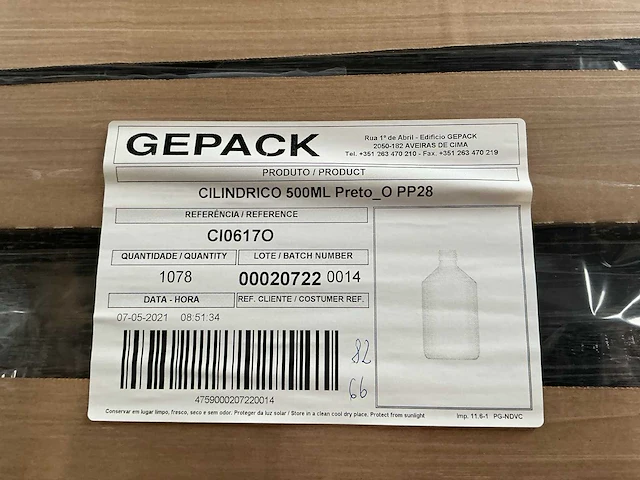 GEPACK
Rua 1º de Abril - Edificio GEPACK
2050-182 AVEIRAS DE CIMA
Tel. +351 263 470 210 - Fax. +351 263 470 219
PRODUTO / PRODUCT
CILINDRICO 500ML Preto_O PP28
REFERÊNCIA / REFERENCE
CI0617O
QUANTIDADE / QUANTITY
LOTE / BATCH NUMBER
1078
00020722 0014
DATA - HORA
REF. CLIENTE / COSTUMER REF.
07-05-2021 08:51:34
82
66
4759000207220014
Conservar em lugar limpo, fresco, seco e sem odor. Proteger da luz solar / Store in a clean cool dry place, Protect from sunlight
Imp. 11.6-1 PG-NDVC